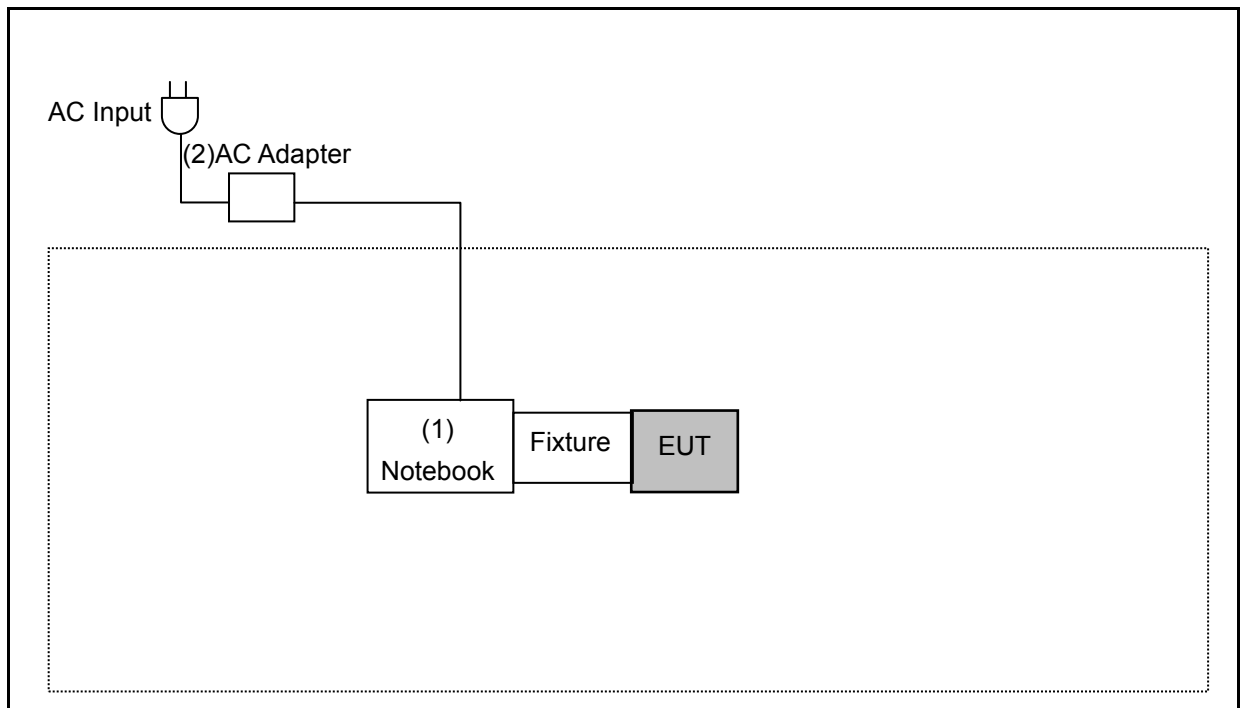 AC Input
(2)AC Adapter
(1)
Notebook
Fixture
EUT